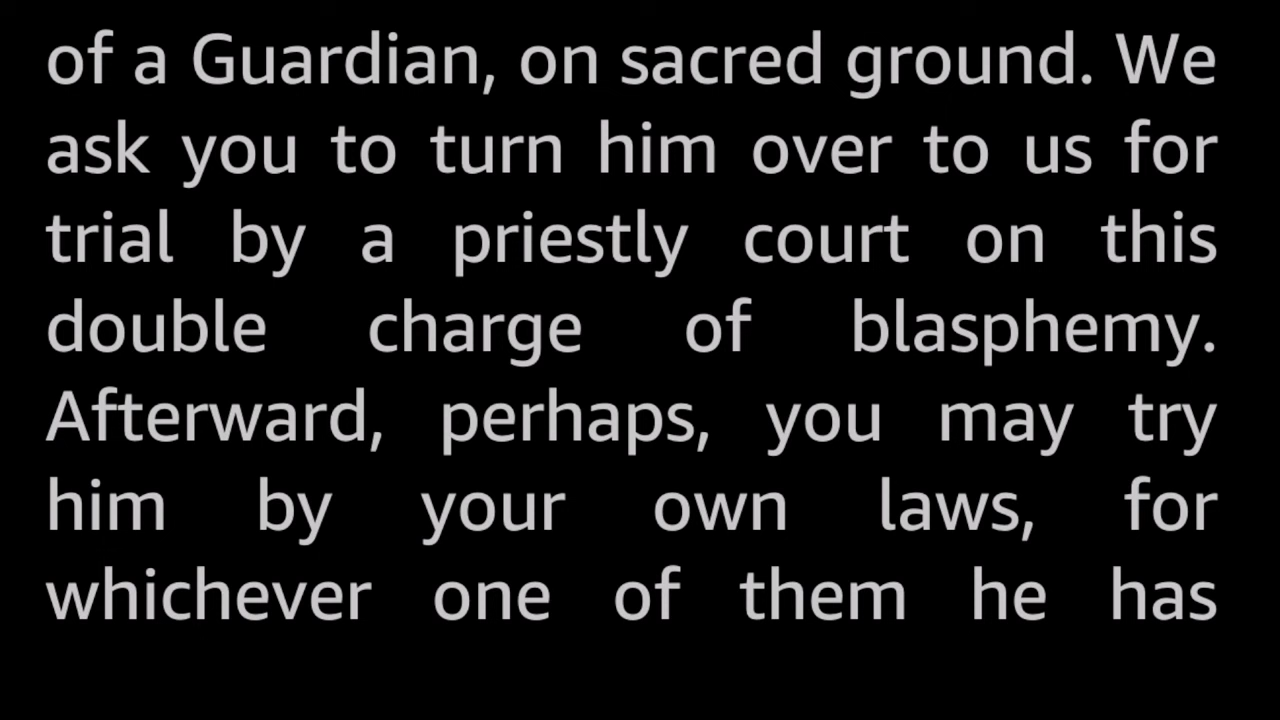 of a Guardian, on sacred ground. We
ask you to turn him over to us for
trial by a priestly court on this
double charge of blasphemy.
Afterward, perhaps, you may try
him by your own laws, for
whichever one of them he has